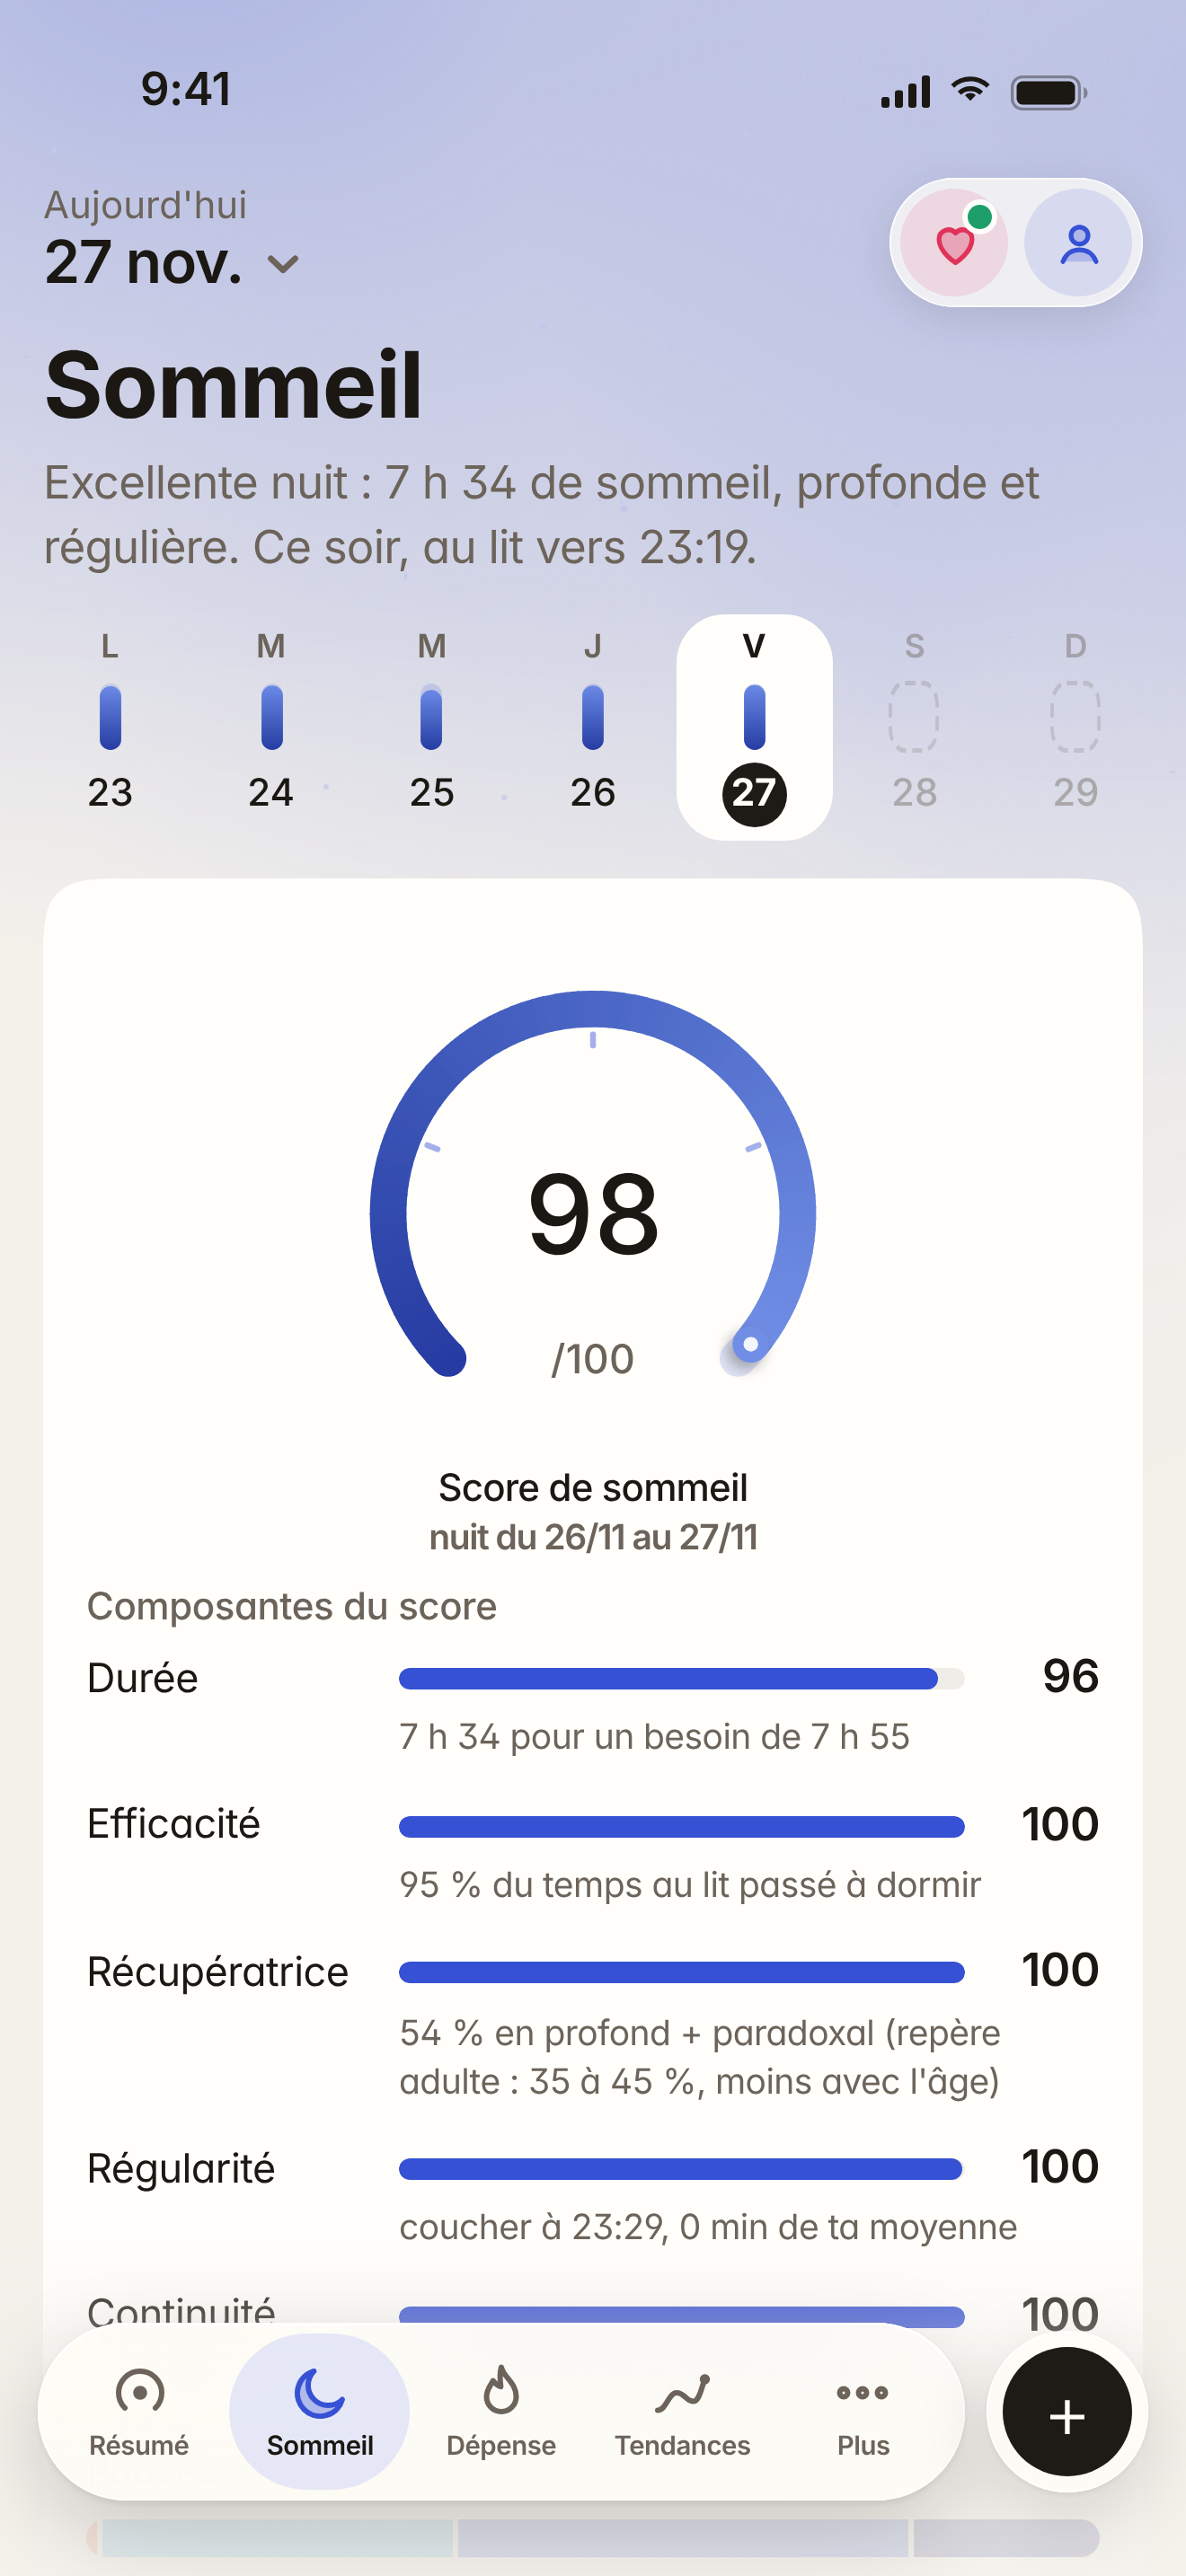 9:41
Aujourd'hui
27 nov.
Sommeil
Excellente nuit : 7 h 34 de sommeil, profonde et
régulière. Ce soir, au lit vers 23:19.
L M M J V S D
23 24 25 26 27 28 29
98
/100
Score de sommeil
nuit du 26/11 au 27/11
Composantes du score
Durée 96
7 h 34 pour un besoin de 7 h 55
Efficacité 100
95 % du temps au lit passé à dormir
Récupératrice 100
54 % en profond + paradoxal (repère
adulte : 35 à 45 %, moins avec l'âge)
Régularité 100
coucher à 23:29, 0 min de ta moyenne
Continuité 100
Résumé Sommeil Dépense Tendances Plus